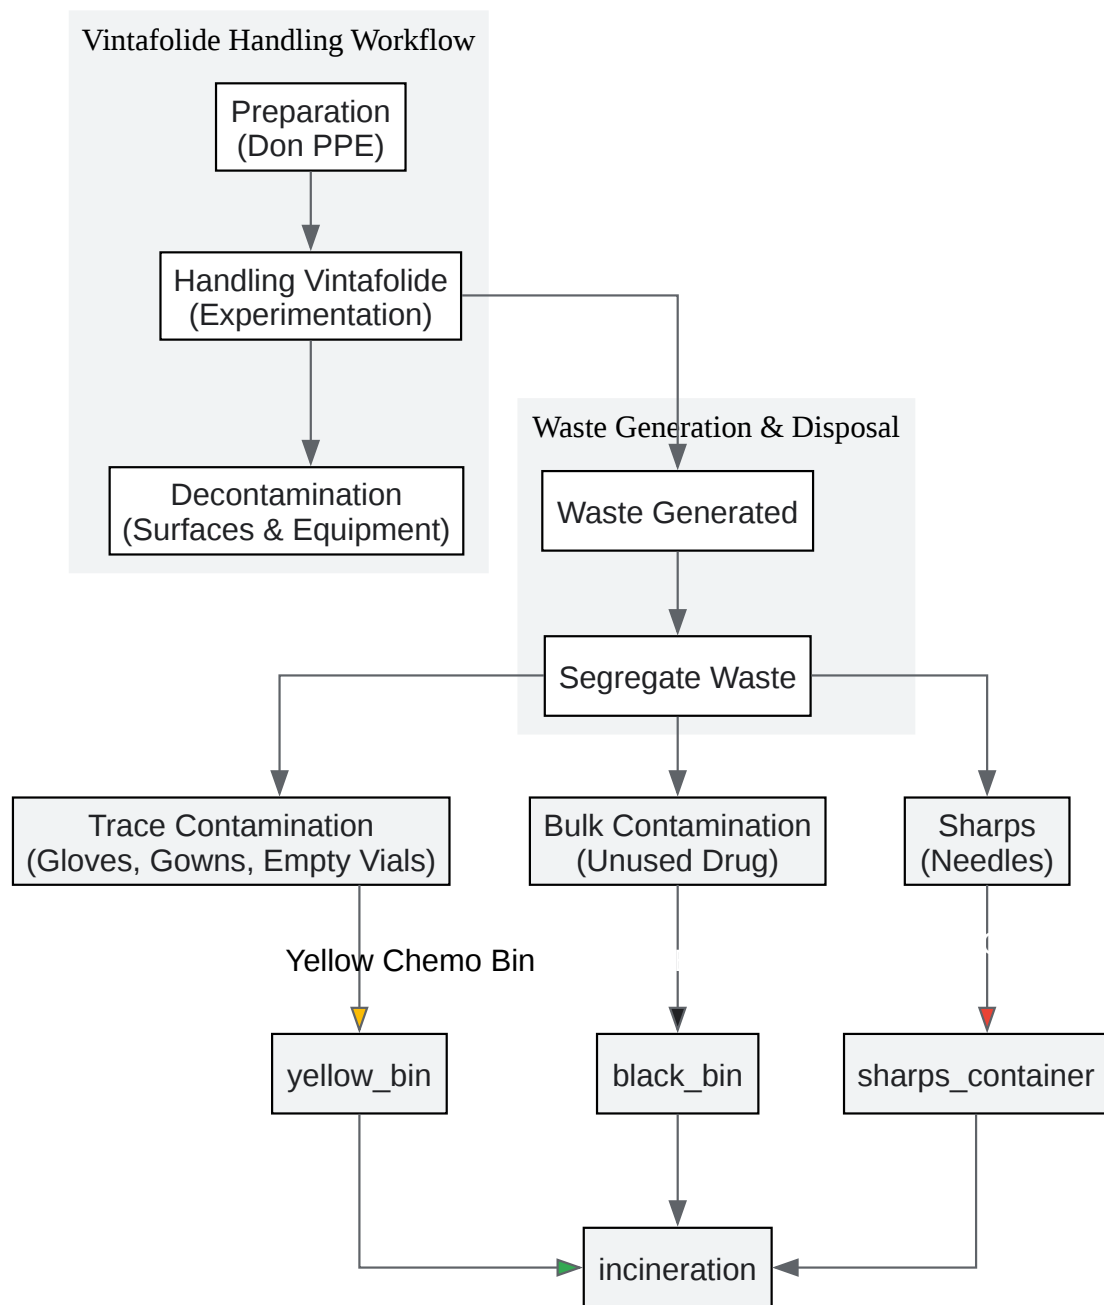 Vintafolide Handling Workflow
Preparation
(Don PPE)
Handling Vintafolide
(Experimentation)
Decontamination
(Surfaces & Equipment)
Waste Generation & Disposal
Waste Generated
Segregate Waste
Trace Contamination
(Gloves, Gowns, Empty Vials)
Bulk Contamination
(Unused Drug)
Sharps
(Needles)
Yellow Chemo Bin
yellow_bin
black_bin
sharps_container
incineration